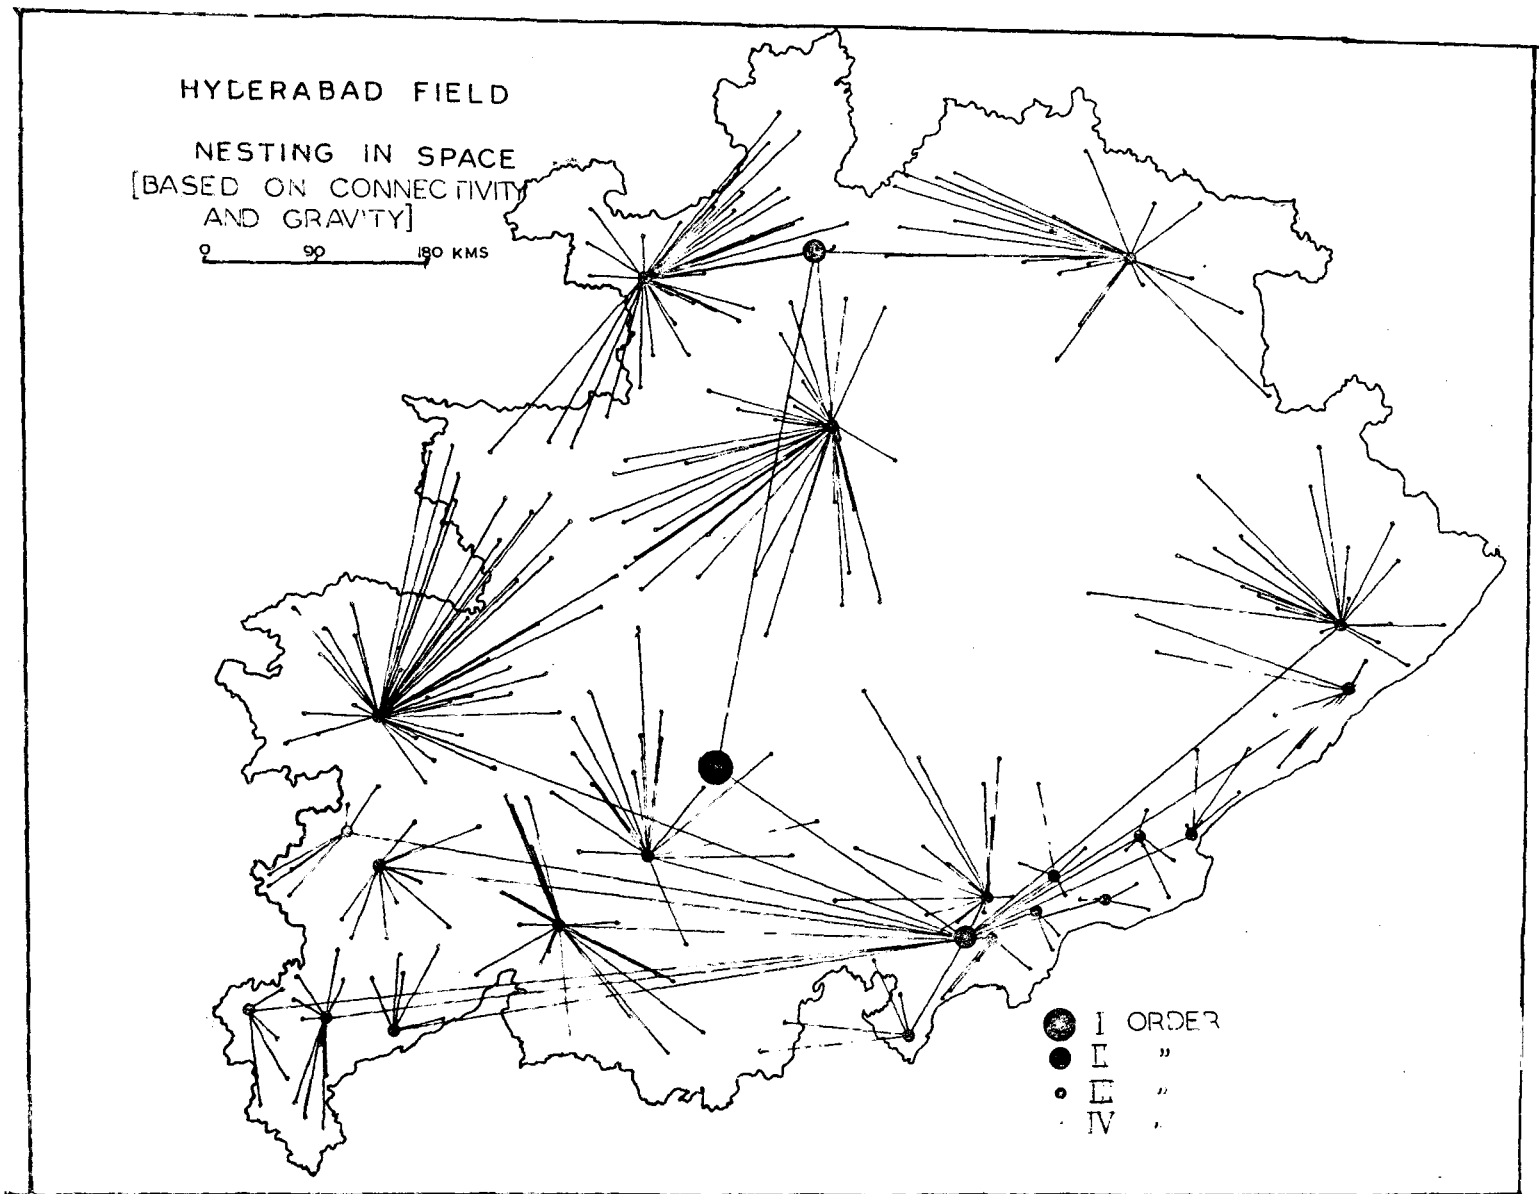 HYDERABAD FIELD
NESTING IN SPACE
[BASED ON CONNECTIVITY
AND GRAVITY]
0 90 180 KMS
I ORDER
II "
III "
IV "